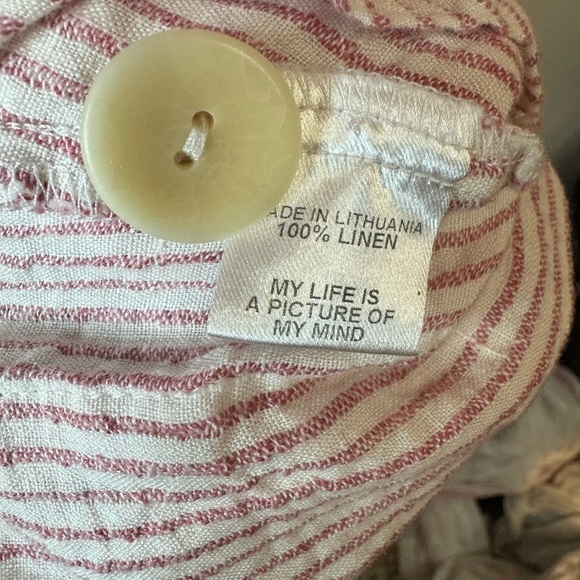 ADE IN LITHUANIA
100% LINEN
MY LIFE IS
A PICTURE OF
MY MIND